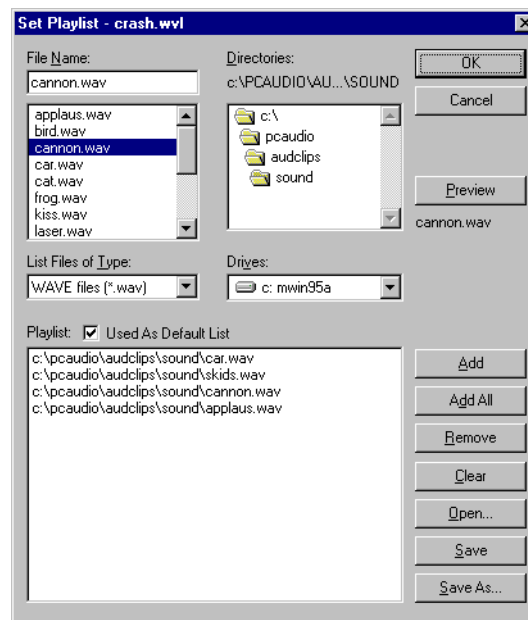 Set Playlist - crash.wvl
File Name:
cannon.wav
applaus.wav
bird.wav
cannon.wav
car.wav
cat.wav
frog.wav
kiss.wav
laser.wav
List Files of Type:
WAVE files (*.wav)
Directories:
c:\PCAUDIO\AU...\SOUND
c:\
pcaudio
audclips
sound
Drives:
c: mwin95a
OK
Cancel
Preview
cannon.wav
Playlist: Used As Default List
c:\pcaudio\audclips\sound\car.wav
c:\pcaudio\audclips\sound\skids.wav
c:\pcaudio\audclips\sound\cannon.wav
c:\pcaudio\audclips\sound\applaus.wav
Add
Add All
Remove
Clear
Open...
Save
Save As...